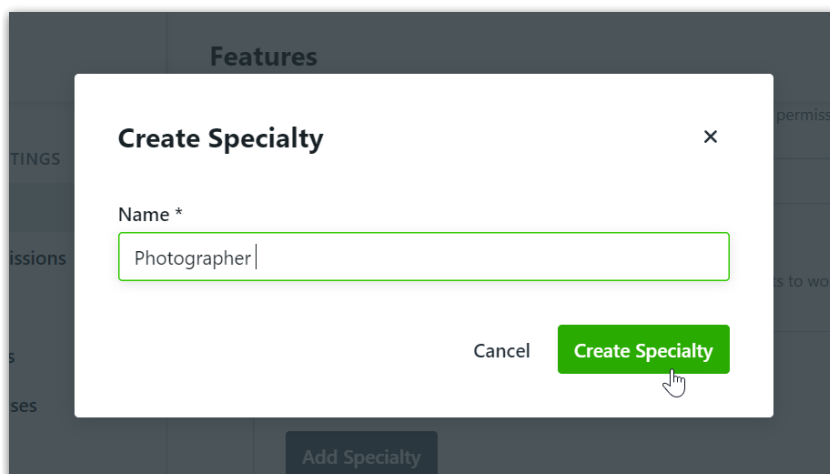 Features
permiss
TINGS
Create Specialty
Name *
issions
Photographer
ts to wo
s
Cancel
Create Specialty
ses
Add Specialty